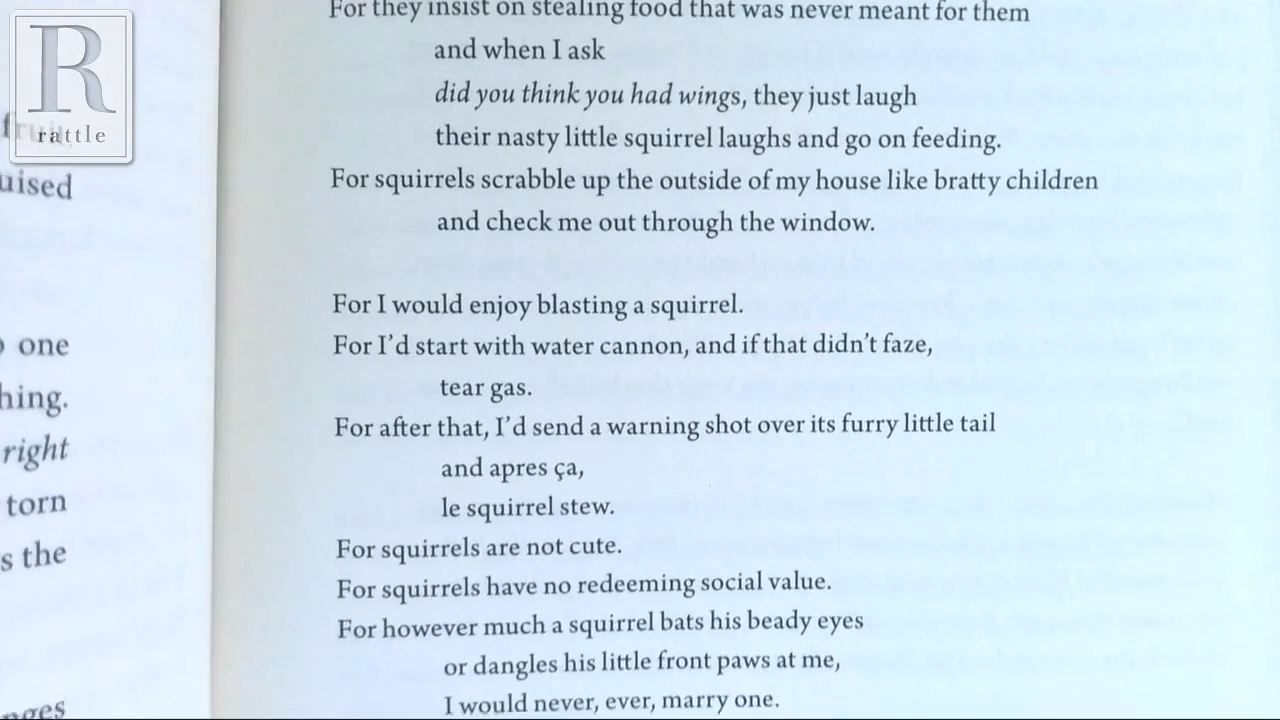 R
rattle
fruit,
uised
one
hing.
right
torn
s the
nges
For they insist on stealing food that was never meant for them
and when I ask
did you think you had wings, they just laugh
their nasty little squirrel laughs and go on feeding.
For squirrels scrabble up the outside of my house like bratty children
and check me out through the window.
For I would enjoy blasting a squirrel.
For I'd start with water cannon, and if that didn't faze,
tear gas.
For after that, I'd send a warning shot over its furry little tail
and apres ça,
le squirrel stew.
For squirrels are not cute.
For squirrels have no redeeming social value.
For however much a squirrel bats his beady eyes
or dangles his little front paws at me,
I would never, ever, marry one.